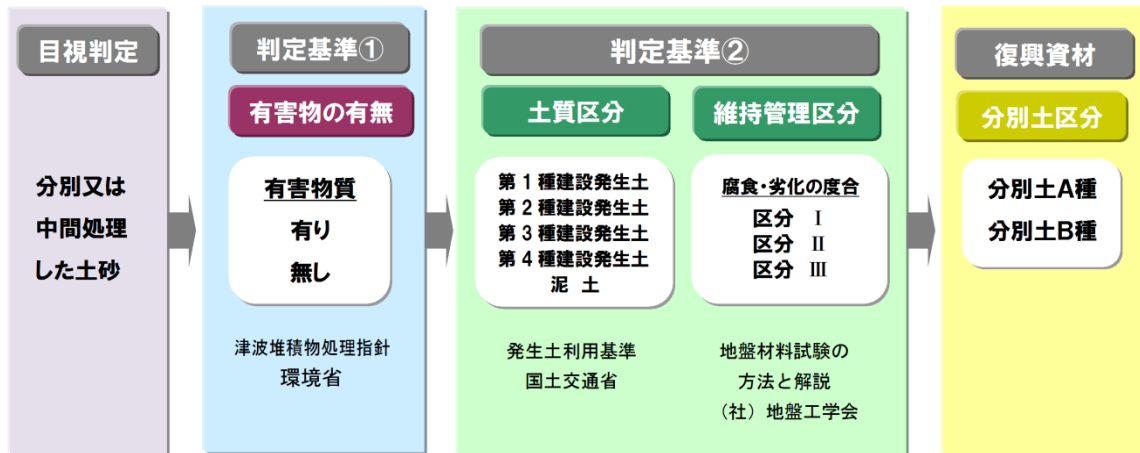 目視判定
分別又は
中間処理
した土砂
判定基準①
有害物の有無
有害物質
有り
無し
津波堆積物処理指針
環境省
判定基準②
土質区分
第1種建設発生土
第2種建設発生土
第3種建設発生土
第4種建設発生土
泥 土
発生土利用基準
国土交通省
維持管理区分
腐食・劣化の度合
区分 Ⅰ
区分 Ⅱ
区分 Ⅲ
地盤材料試験の
方法と解説
（社）地盤工学会
復興資材
分別土区分
分別土A種
分別土B種